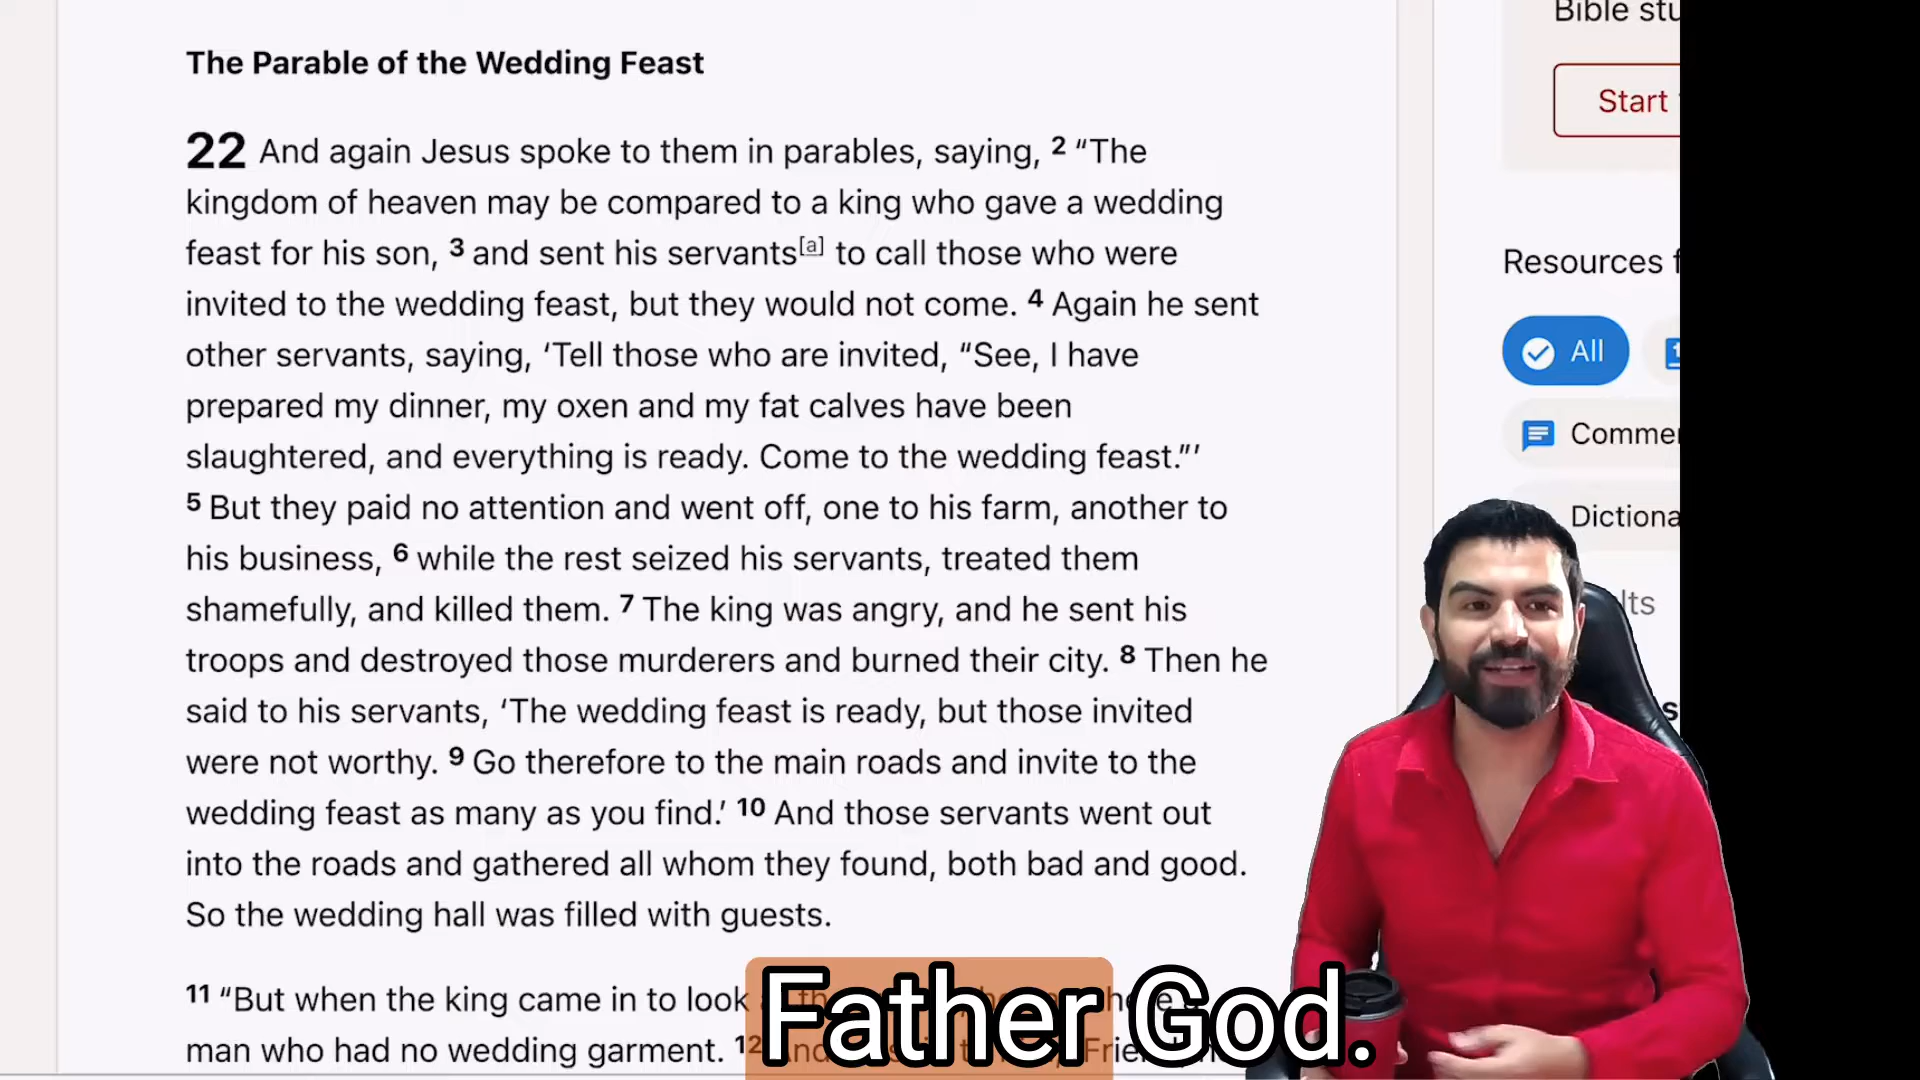 The Parable of the Wedding Feast
22 And again Jesus spoke to them in parables, saying, 2 “The
kingdom of heaven may be compared to a king who gave a wedding
feast for his son, 3 and sent his servants[a] to call those who were
invited to the wedding feast, but they would not come. 4 Again he sent
other servants, saying, ‘Tell those who are invited, “See, I have
prepared my dinner, my oxen and my fat calves have been
slaughtered, and everything is ready. Come to the wedding feast.”’
5 But they paid no attention and went off, one to his farm, another to
his business, 6 while the rest seized his servants, treated them
shamefully, and killed them. 7 The king was angry, and he sent his
troops and destroyed those murderers and burned their city. 8 Then he
said to his servants, ‘The wedding feast is ready, but those invited
were not worthy. 9 Go therefore to the main roads and invite to the
wedding feast as many as you find.’ 10 And those servants went out
into the roads and gathered all whom they found, both bad and good.
So the wedding hall was filled with guests.
11 “But when the king came in to look
man who had no wedding garment. 12
Father God.
Bible stu
Start
Resources f
All
Commen
Dictiona
lts
s